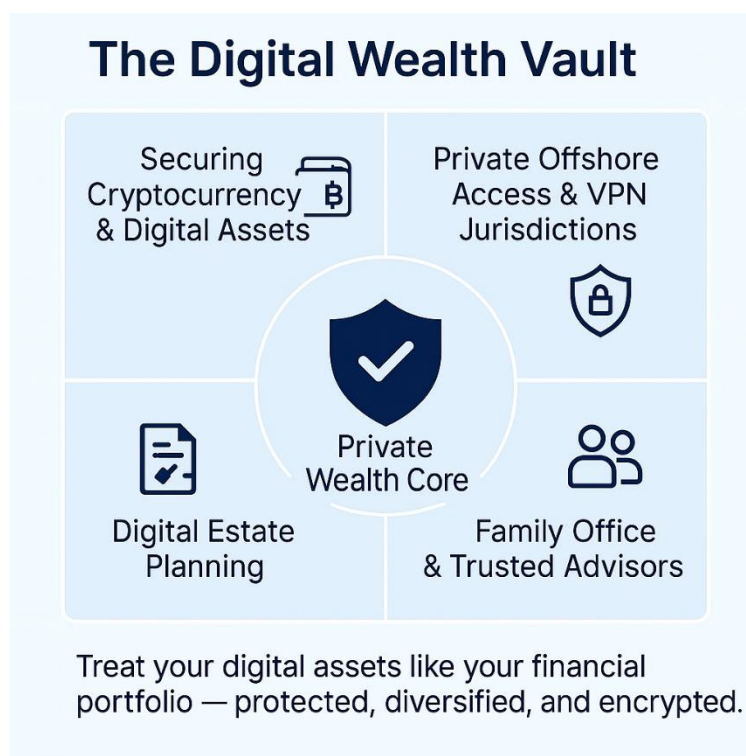 The Digital Wealth Vault
Securing
Cryptocurrency
& Digital Assets
Private Offshore
Access & VPN
Jurisdictions
Private
Wealth Core
Digital Estate
Planning
Family Office
& Trusted Advisors
Treat your digital assets like your financial
portfolio — protected, diversified, and encrypted.